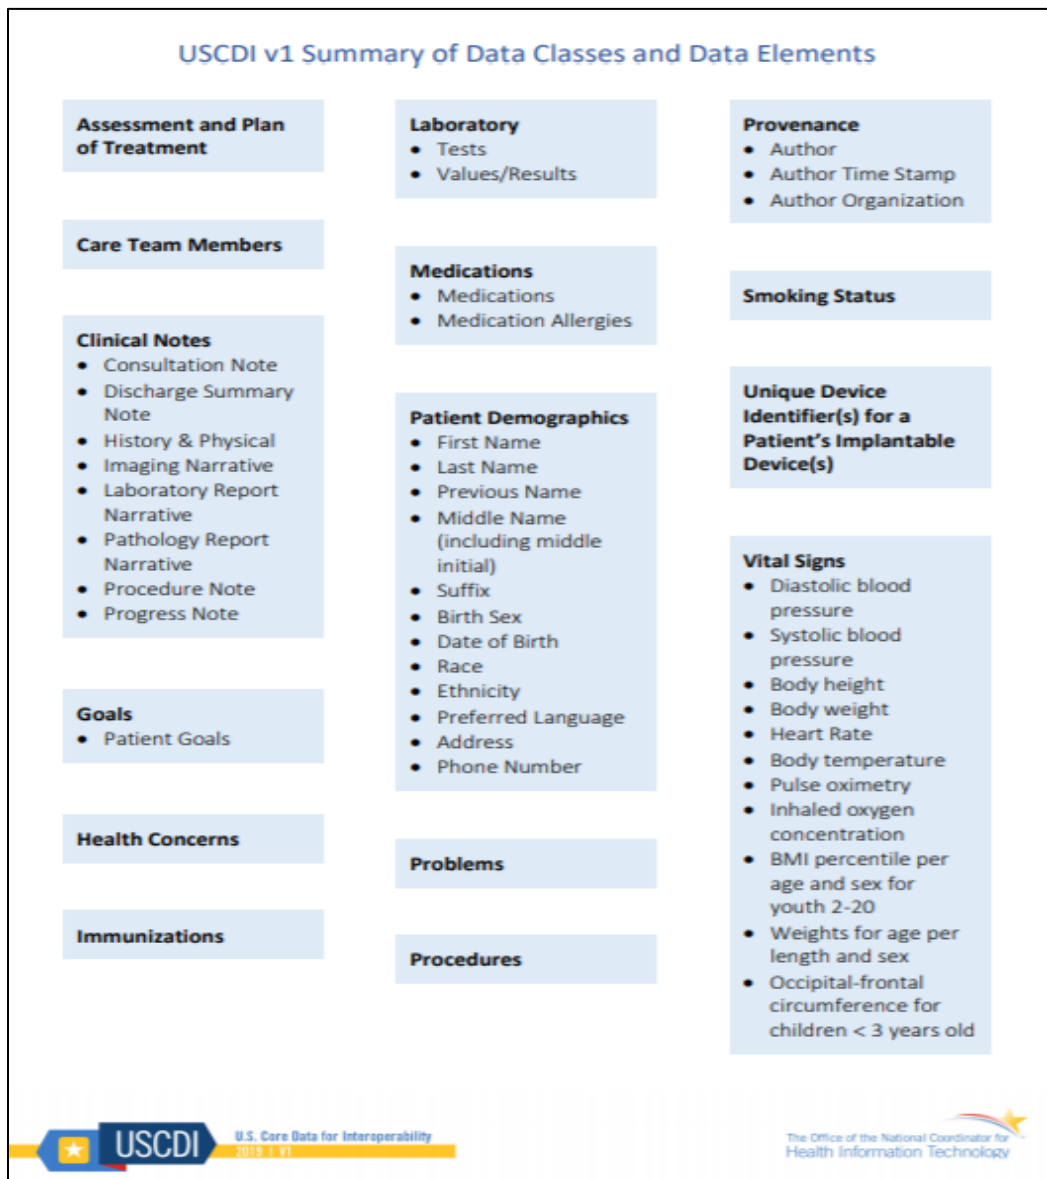 USCDI v1 Summary of Data Classes and Data Elements
Assessment and Plan
of Treatment
Care Team Members
Clinical Notes
• Consultation Note
• Discharge Summary
Note
• History & Physical
• Imaging Narrative
• Laboratory Report
Narrative
• Pathology Report
Narrative
• Procedure Note
• Progress Note
Goals
• Patient Goals
Health Concerns
Immunizations
Laboratory
• Tests
• Values/Results
Medications
• Medications
• Medication Allergies
Patient Demographics
• First Name
• Last Name
• Previous Name
• Middle Name
(including middle
initial)
• Suffix
• Birth Sex
• Date of Birth
• Race
• Ethnicity
• Preferred Language
• Address
• Phone Number
Problems
Procedures
Provenance
• Author
• Author Time Stamp
• Author Organization
Smoking Status
Unique Device
Identifier(s) for a
Patient's Implantable
Device(s)
Vital Signs
• Diastolic blood
pressure
• Systolic blood
pressure
• Body height
• Body weight
• Heart Rate
• Body temperature
• Pulse oximetry
• Inhaled oxygen
concentration
• BMI percentile per
age and sex for
youth 2-20
• Weights for age per
length and sex
• Occipital-frontal
circumference for
children < 3 years old
USCDI
U.S. Core Data for Interoperability
2019 | V1
The Office of the National Coordinator for
Health Information Technology